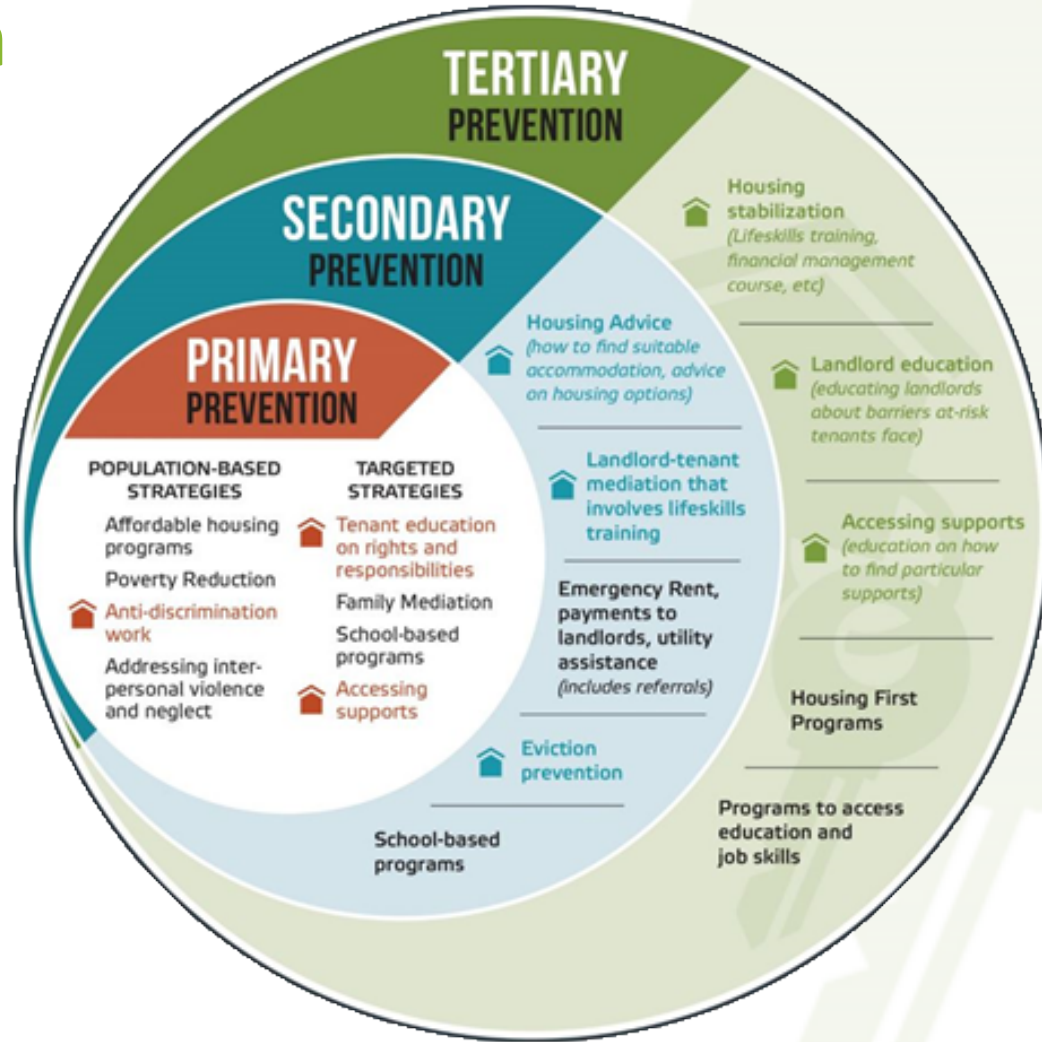 TERTIARY
PREVENTION
SECONDARY
PREVENTION
PRIMARY
PREVENTION
POPULATION-BASED
STRATEGIES
Affordable housing
programs
Poverty Reduction
Anti-discrimination
work
Addressing inter-
personal violence
and neglect
TARGETED
STRATEGIES
Tenant education
on rights and
responsibilities
Family Mediation
School-based
programs
Accessing
supports
Housing Advice
(how to find suitable
accommodation, advice
on housing options)
Landlord-tenant
mediation that
involves lifeskills
training
Emergency Rent,
payments to
landlords, utility
assistance
(includes referrals)
Eviction
prevention
School-based
programs
Housing
stabilization
(Lifeskills training,
financial management
course, etc)
Landlord education
(educating landlords
about barriers at-risk
tenants face)
Accessing supports
(education on how
to find particular
supports)
Housing First
Programs
Programs to access
education and
job skills